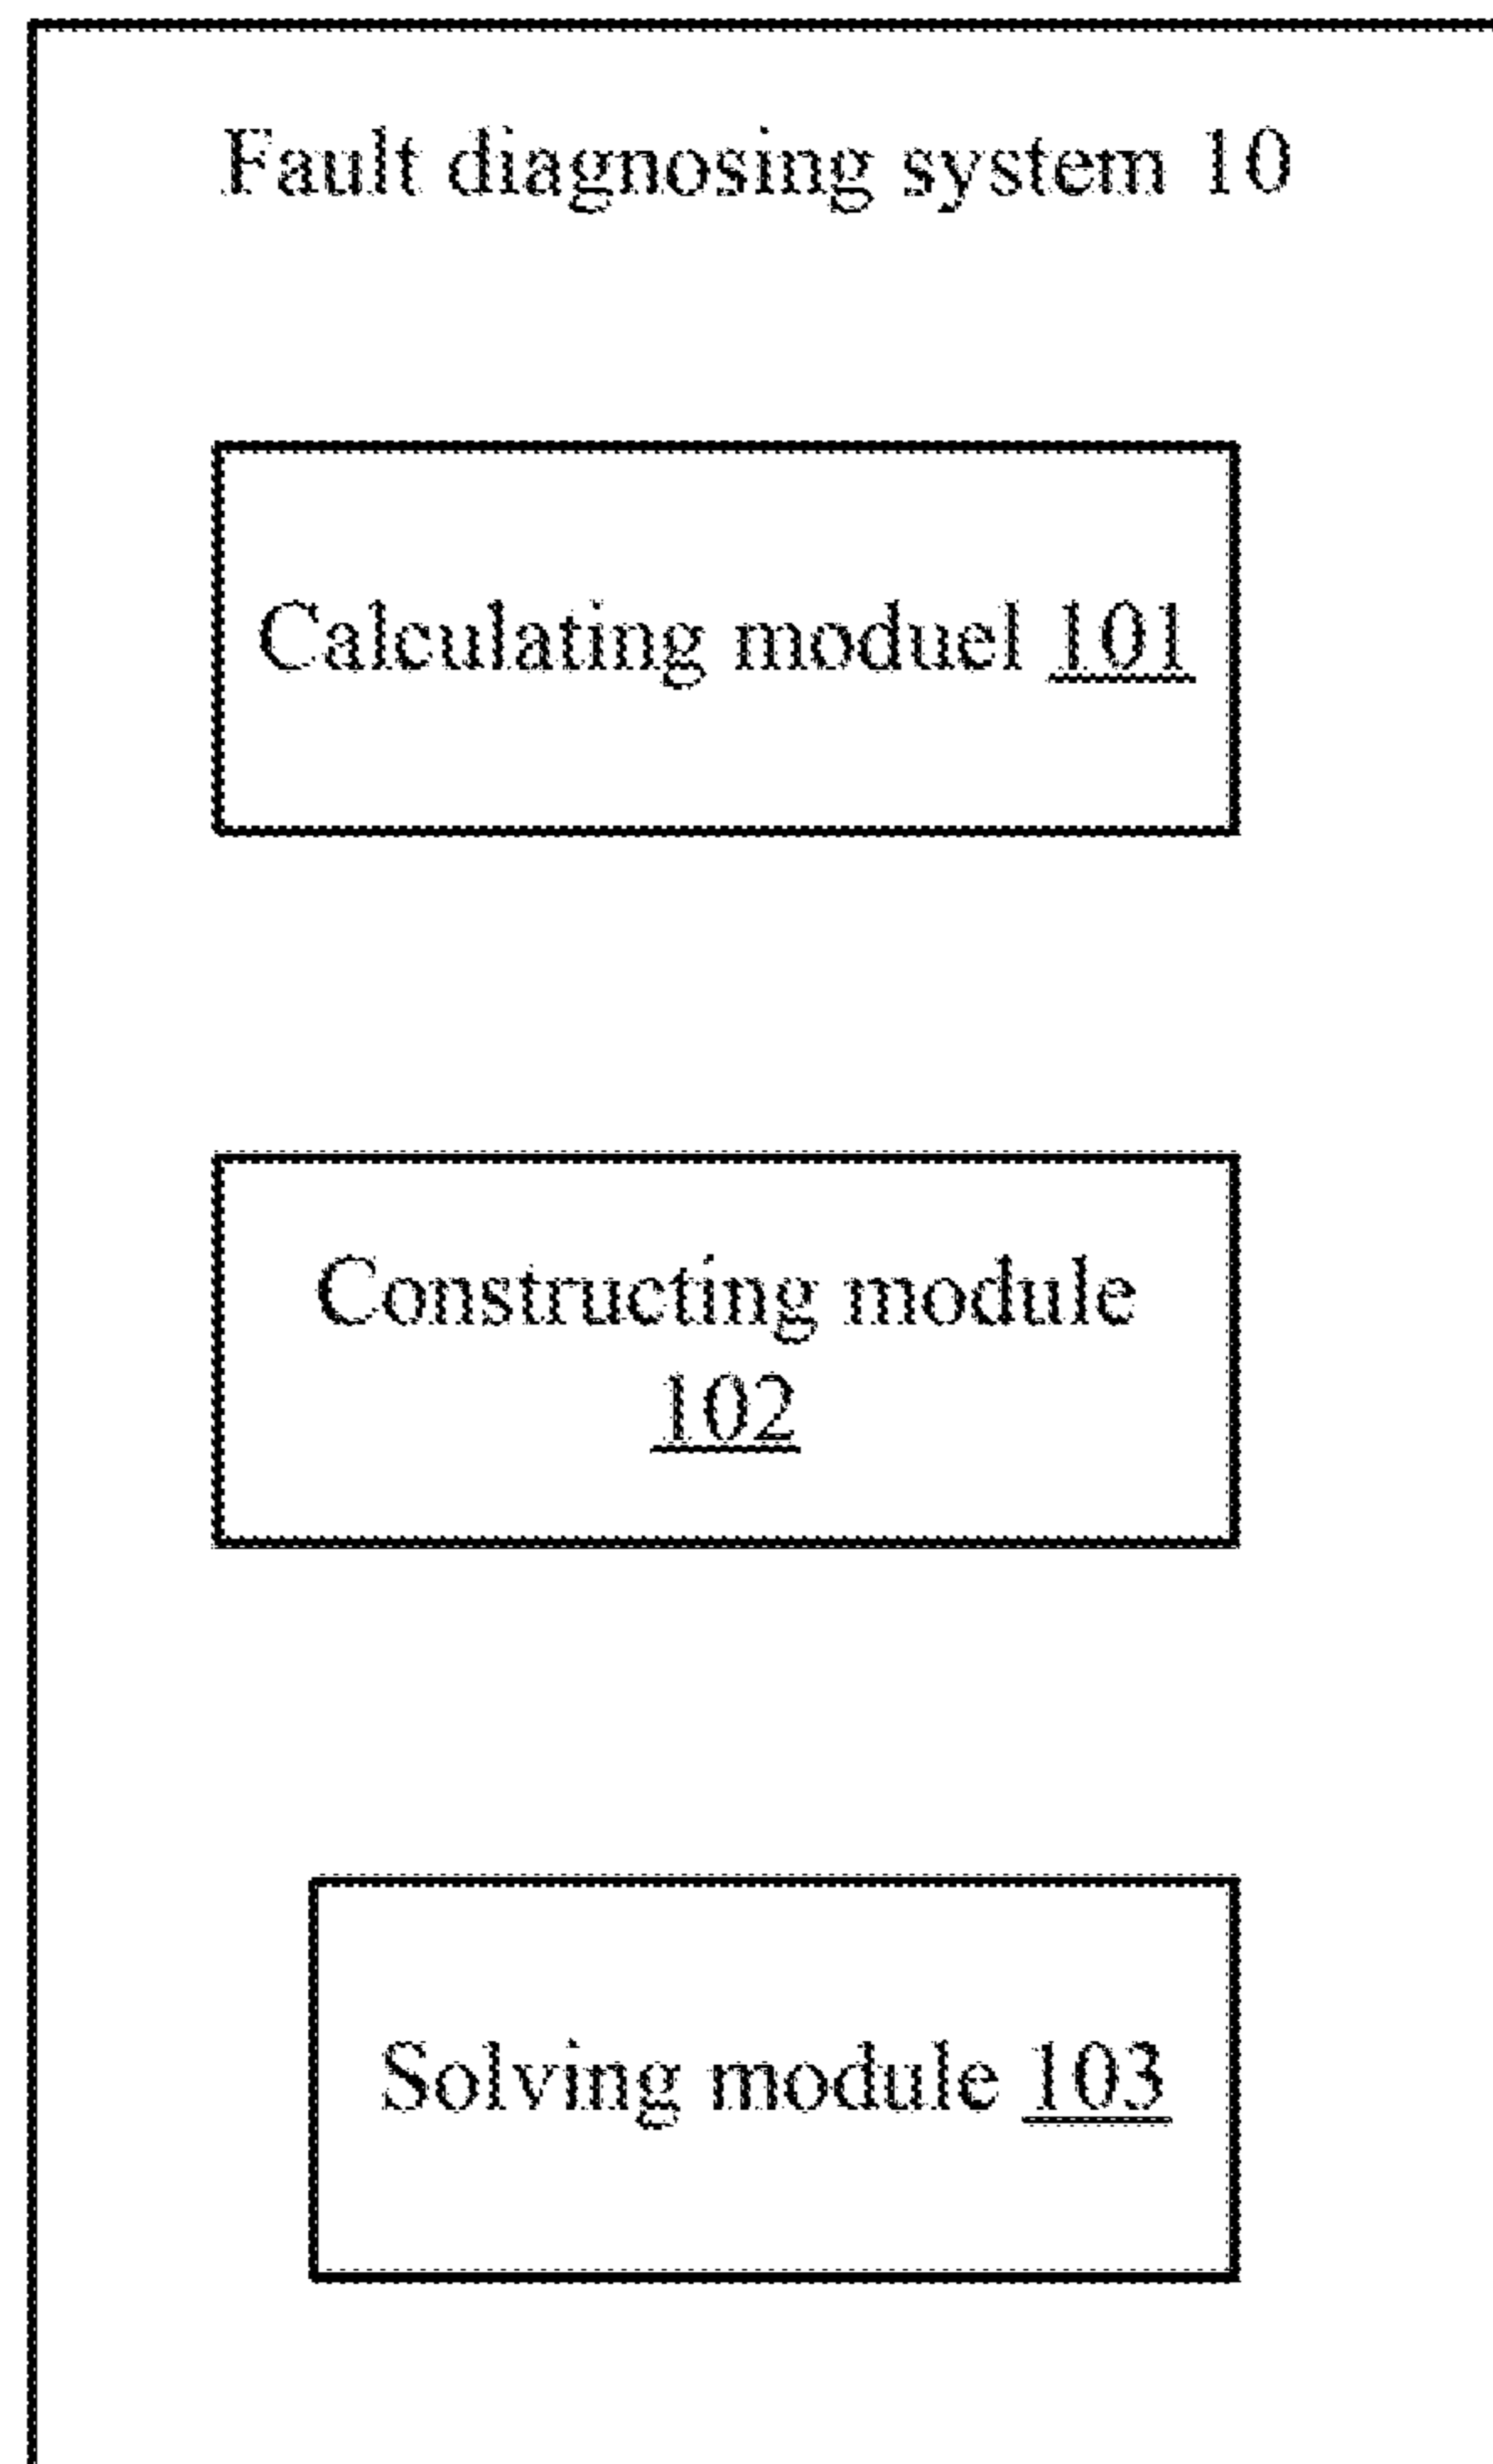 Fault diagnosing system 10
Calculating moduel 101
Constructing module
102
Solving module 103